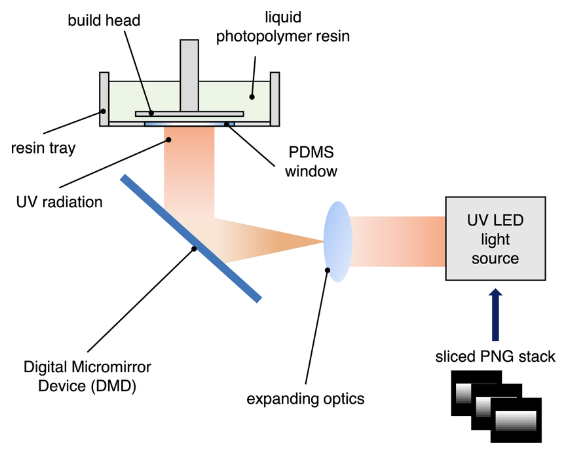 build head
liquid
photopolymer resin
resin tray
PDMS
window
UV radiation
UV LED
light
source
Digital Micromirror
Device (DMD)
expanding optics
sliced PNG stack